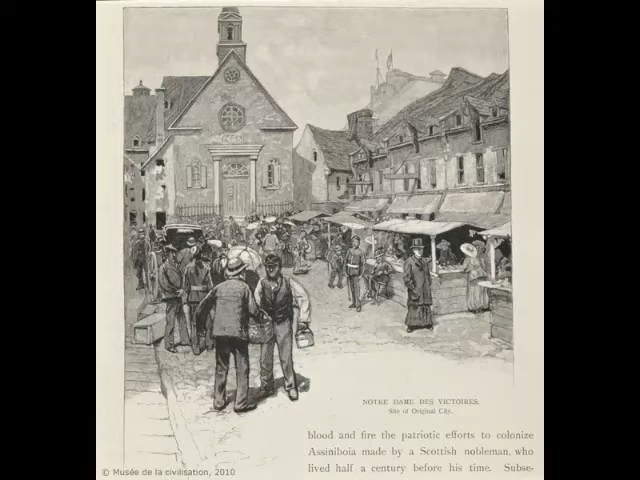 NOTRE DAME DES VICTOIRES.
Site of Original City.
blood and fire the patriotic efforts to colonize
Assiniboia made by a Scottish nobleman, who
lived half a century before his time. Subse-
© Musée de la civilisation, 2010